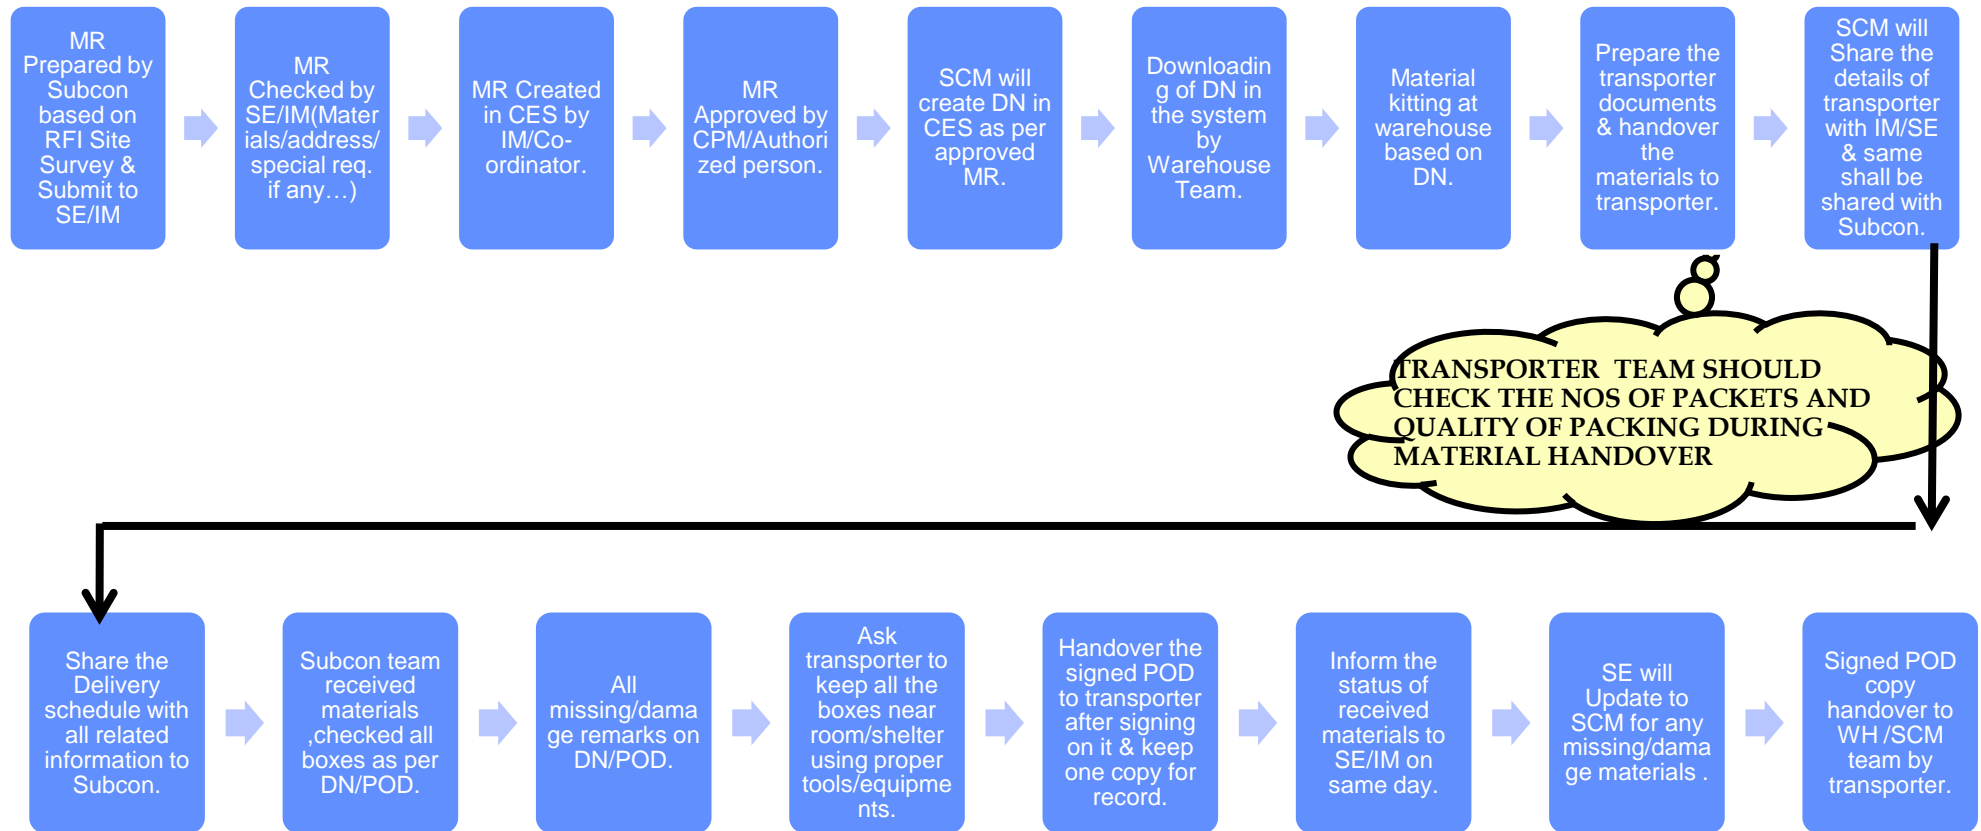 MR
Prepared by
Subcon
based on
RFI Site
Survey &
Submit to
SE/IM
MR
Checked by
SE/IM(Mater
ials/address/
special req.
if any…)
MR Created
in CES by
IM/Co-
ordinator.
MR
Approved by
CPM/Authori
zed person.
SCM will
create DN in
CES as per
approved
MR.
Downloadin
g of DN in
the system
by
Warehouse
Team.
Material
kitting at
warehouse
based on
DN.
Prepare the
transporter
documents
& handover
the
materials to
transporter.
SCM will
Share the
details of
transporter
with IM/SE
& same
shall be
shared with
Subcon.
TRANSPORTER TEAM SHOULD
CHECK THE NOS OF PACKETS AND
QUALITY OF PACKING DURING
MATERIAL HANDOVER
Share the
Delivery
schedule with
all related
information to
Subcon.
Subcon team
received
materials
,checked all
boxes as per
DN/POD.
All
missing/dama
ge remarks on
DN/POD.
Ask
transporter to
keep all the
boxes near
room/shelter
using proper
tools/equipme
nts.
Handover the
signed POD
to transporter
after signing
on it & keep
one copy for
record.
Inform the
status of
received
materials to
SE/IM on
same day.
SE will
Update to
SCM for any
missing/dama
ge materials .
Signed POD
copy
handover to
WH /SCM
team by
transporter.